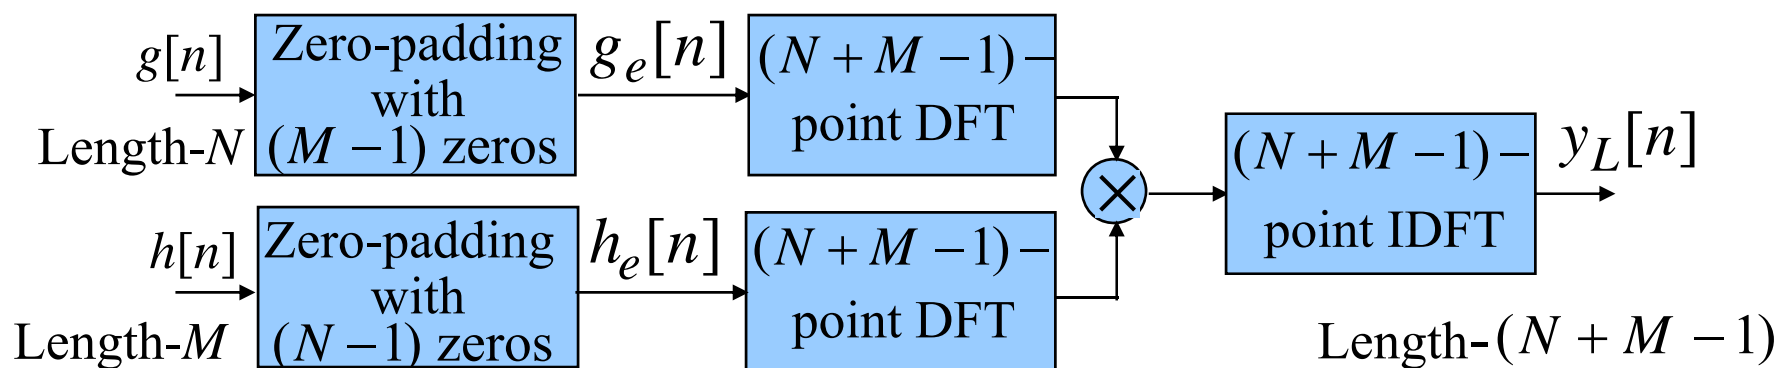 g[n]
Length-N
Zero-padding
with
(M − 1) zeros
g_e[n]
(N + M − 1) −
point DFT
h[n]
Length-M
Zero-padding
with
(N − 1) zeros
h_e[n]
(N + M − 1) −
point DFT
×
(N + M − 1) −
point IDFT
y_L[n]
Length-(N + M − 1)